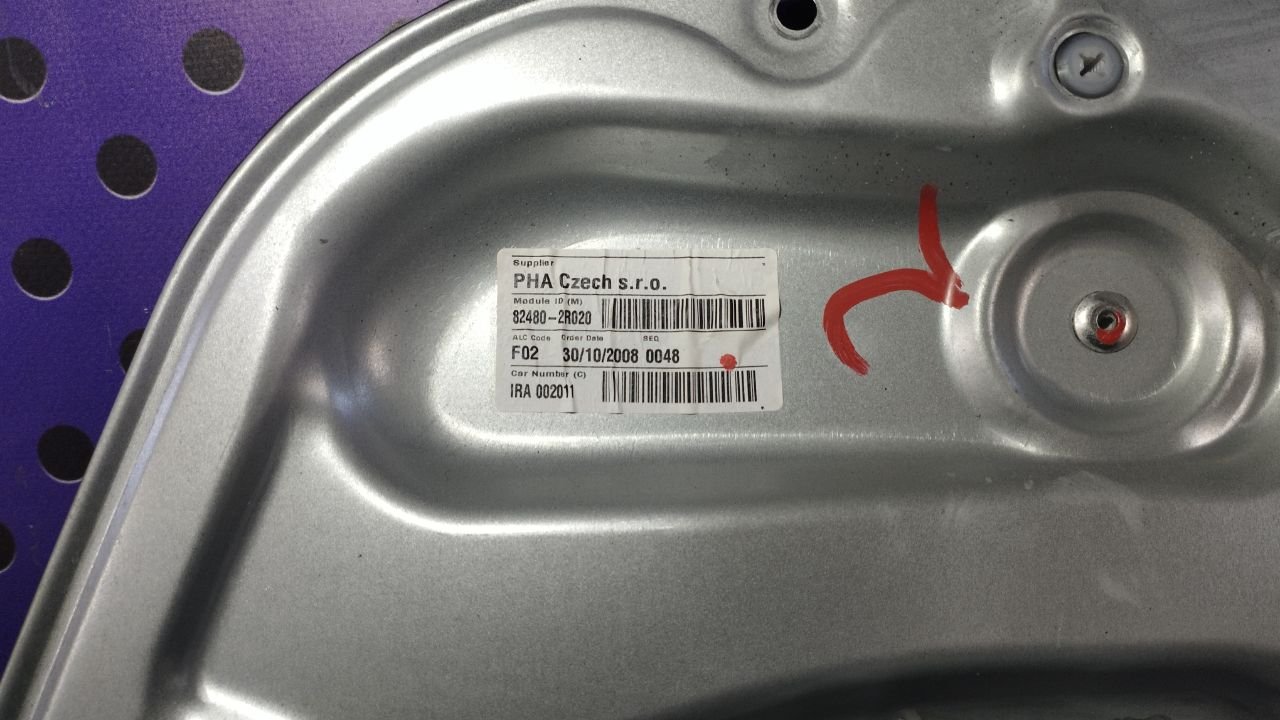 Supplier
PHA Czech s.r.o.
Module ID (M)
82480-2R020
ALC Code Order Date SEQ
F02 30/10/2008 0048
Car Number (C)
IRA 002011